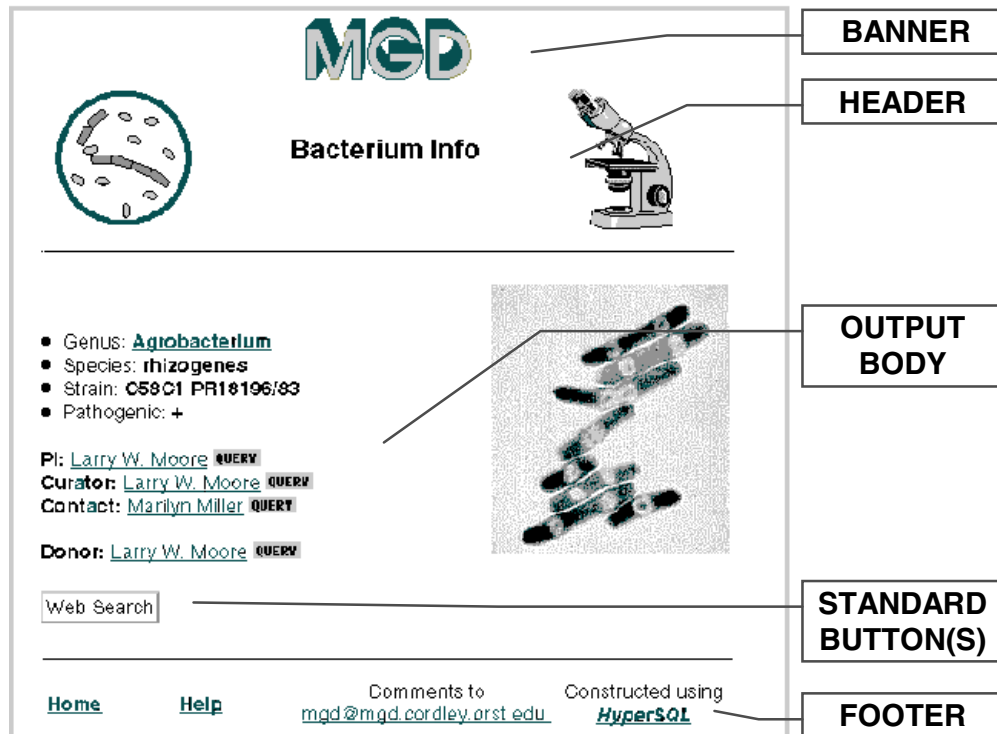 MGD
BANNER
HEADER
Bacterium Info
OUTPUT
BODY
Genus: Agrobacterium
Species: rhizogenes
Strain: C58C1 PR18196/83
Pathogenic: +
PI: Larry W. Moore QUERY
Curator: Larry W. Moore QUERY
Contact: Marilyn Miller QUERY
Donor: Larry W. Moore QUERY
Web Search
STANDARD
BUTTON(S)
Home
Help
Comments to
mgd@mgd.cordley.orst.edu
Constructed using
HyperSQL
FOOTER